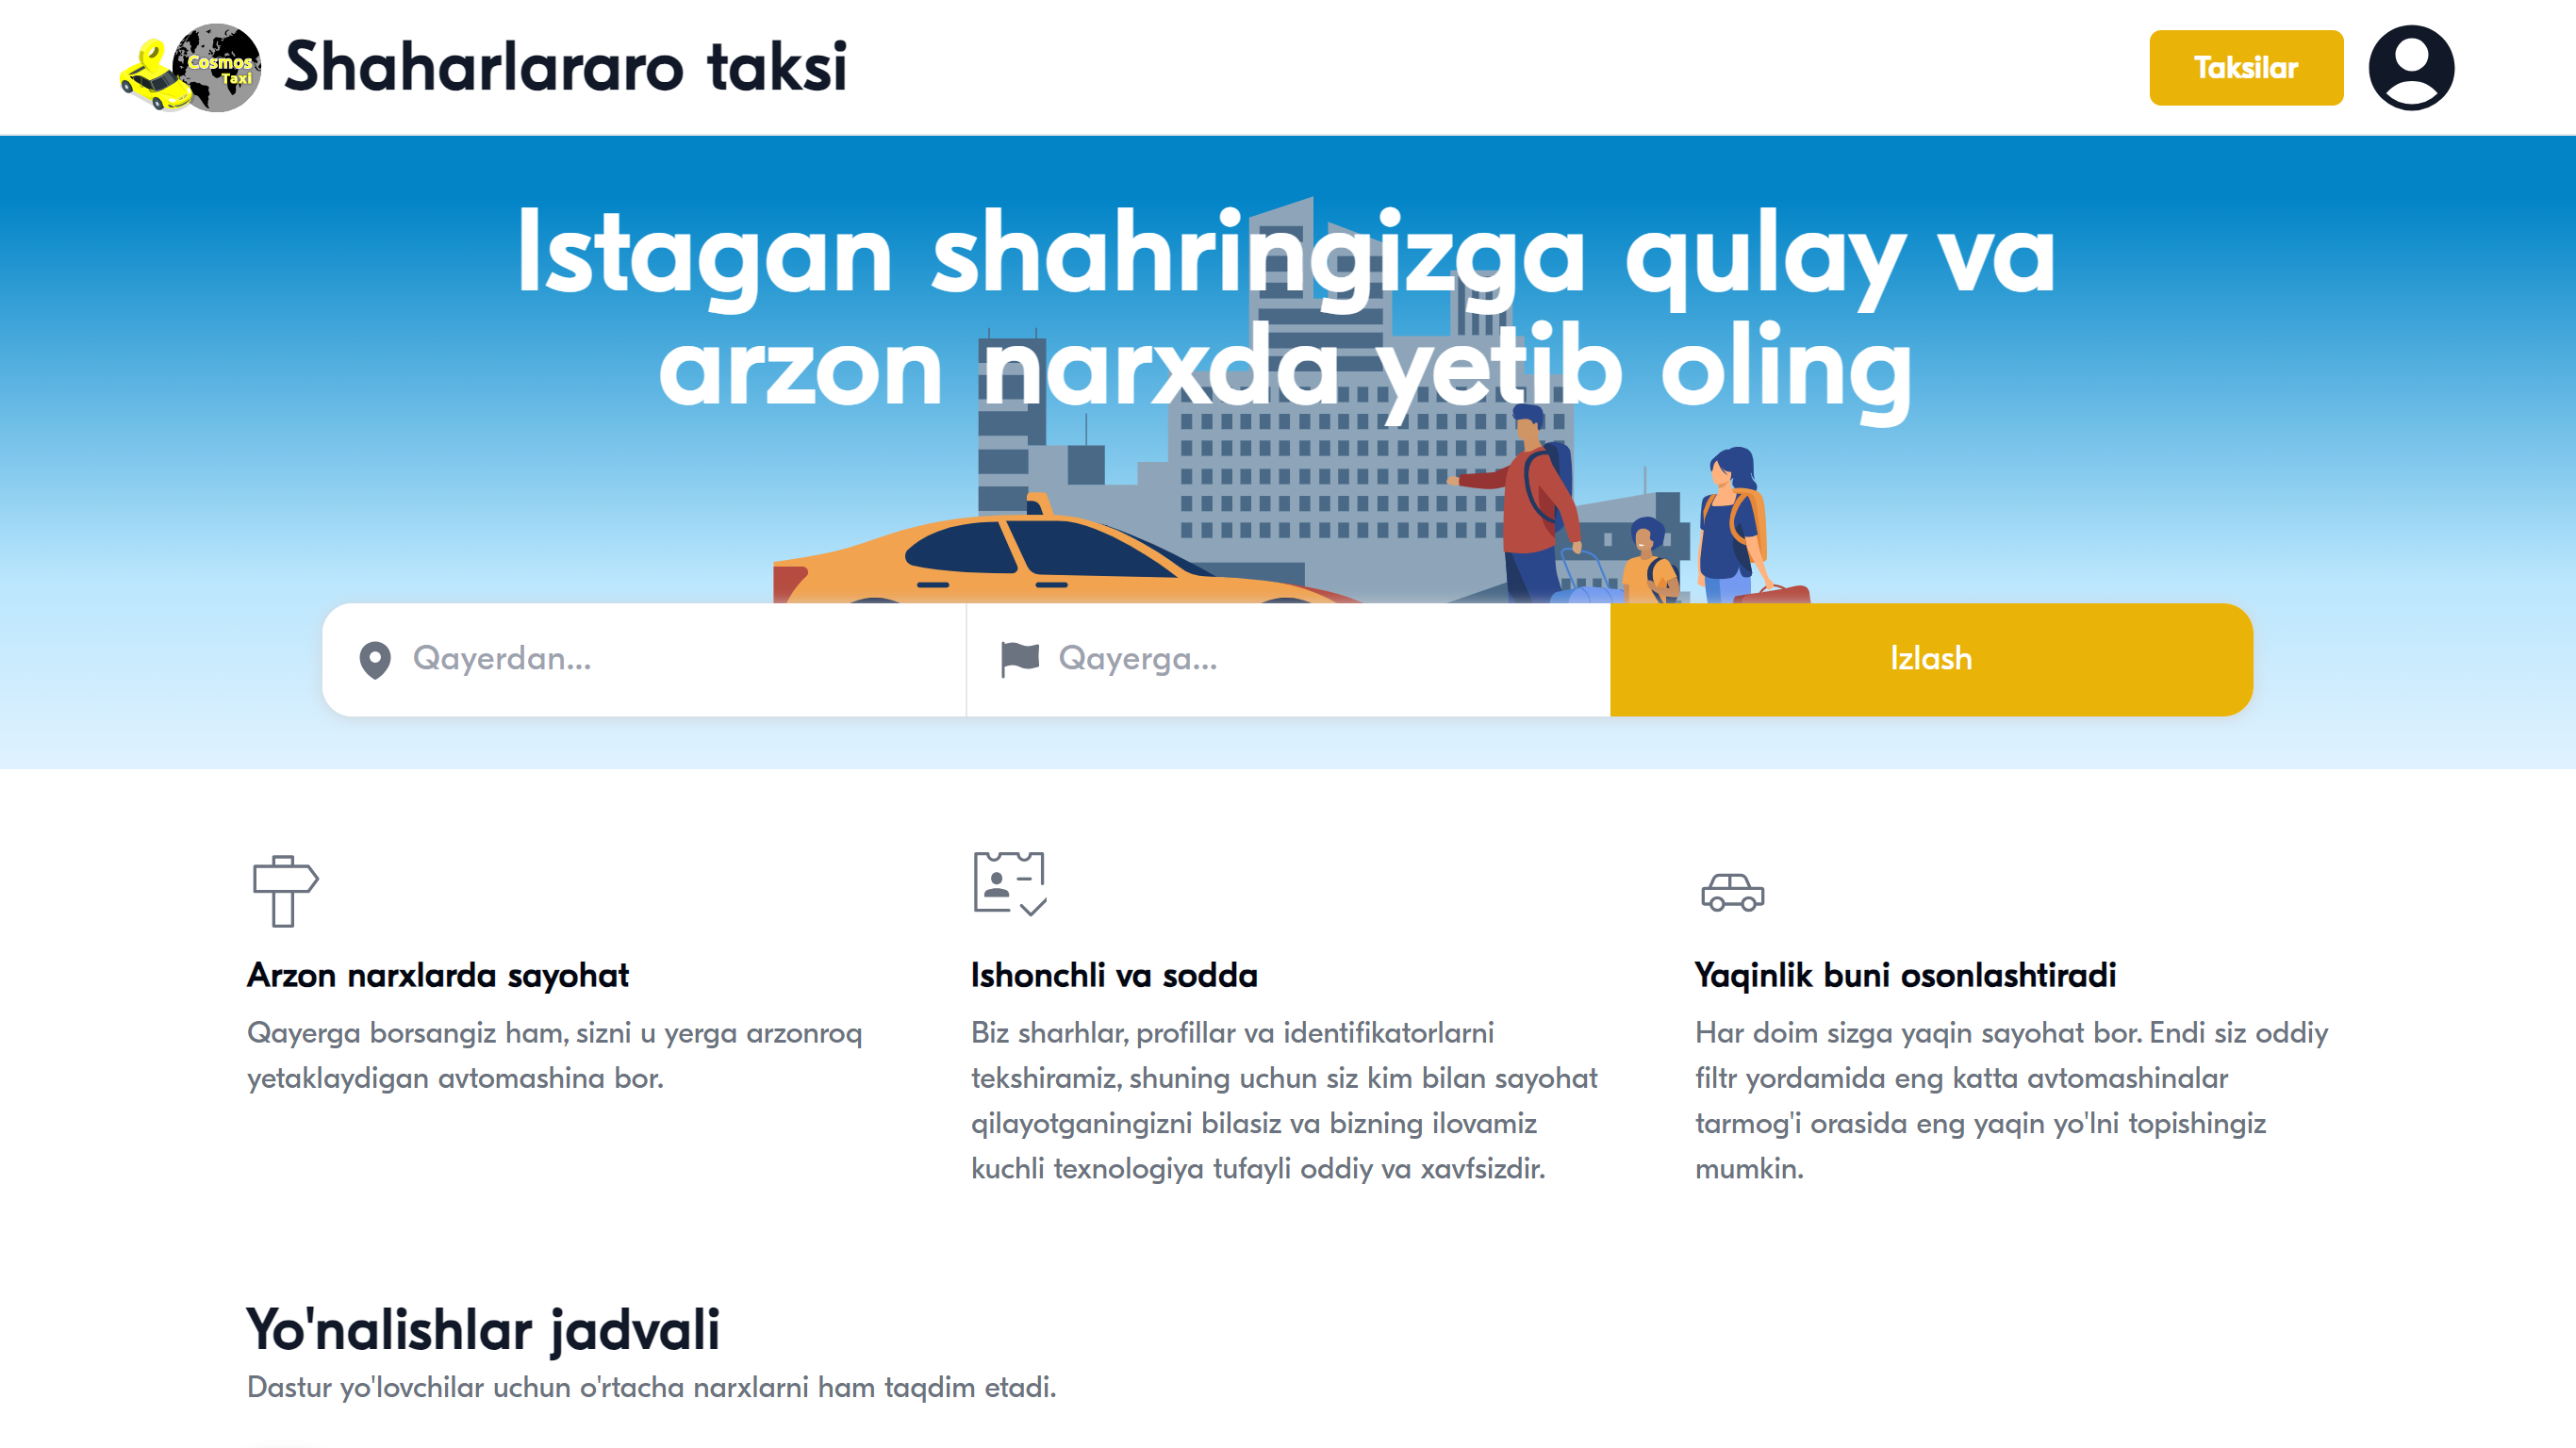 Cosmos
Taxi
Shaharlararo taksi
Taksilar
Istagan shahringizga qulay va
arzon narxda yetib oling
Qayerdan...
Qayerga...
Izlash
Arzon narxlarda sayohat
Qayerga borsangiz ham, sizni u yerga arzonroq
yetaklaydigan avtomashina bor.
Ishonchli va sodda
Biz sharhlar, profillar va identifikatorlarni
tekshiramiz, shuning uchun siz kim bilan sayohat
qilayotganingizni bilasiz va bizning ilovamiz
kuchli texnologiya tufayli oddiy va xavfsizdir.
Yaqinlik buni osonlashtiradi
Har doim sizga yaqin sayohat bor. Endi siz oddiy
filtr yordamida eng katta avtomashinalar
tarmog'i orasida eng yaqin yo'lni topishingiz
mumkin.
Yo'nalishlar jadvali
Dastur yo'lovchilar uchun o'rtacha narxlarni ham taqdim etadi.